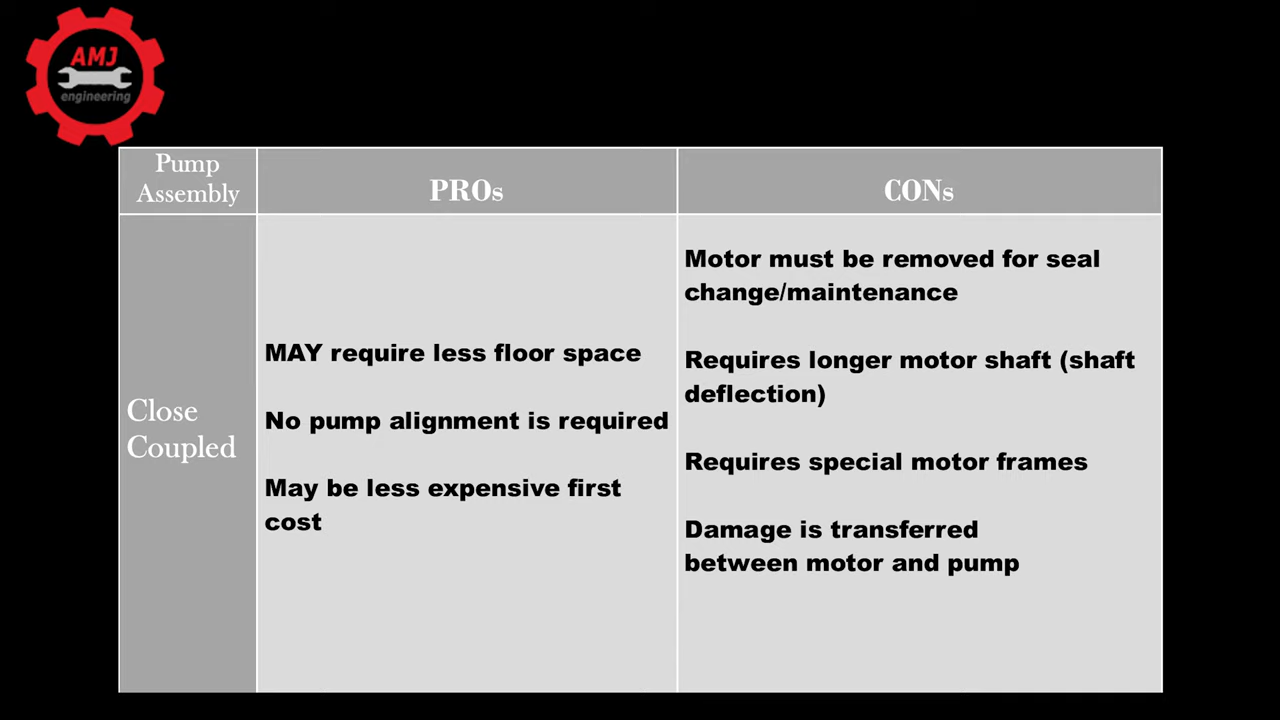 AMJ
engineering
Pump
Assembly
PROs
CONs
Close
Coupled
MAY require less floor space
No pump alignment is required
May be less expensive first
cost
Motor must be removed for seal
change/maintenance
Requires longer motor shaft (shaft
deflection)
Requires special motor frames
Damage is transferred
between motor and pump